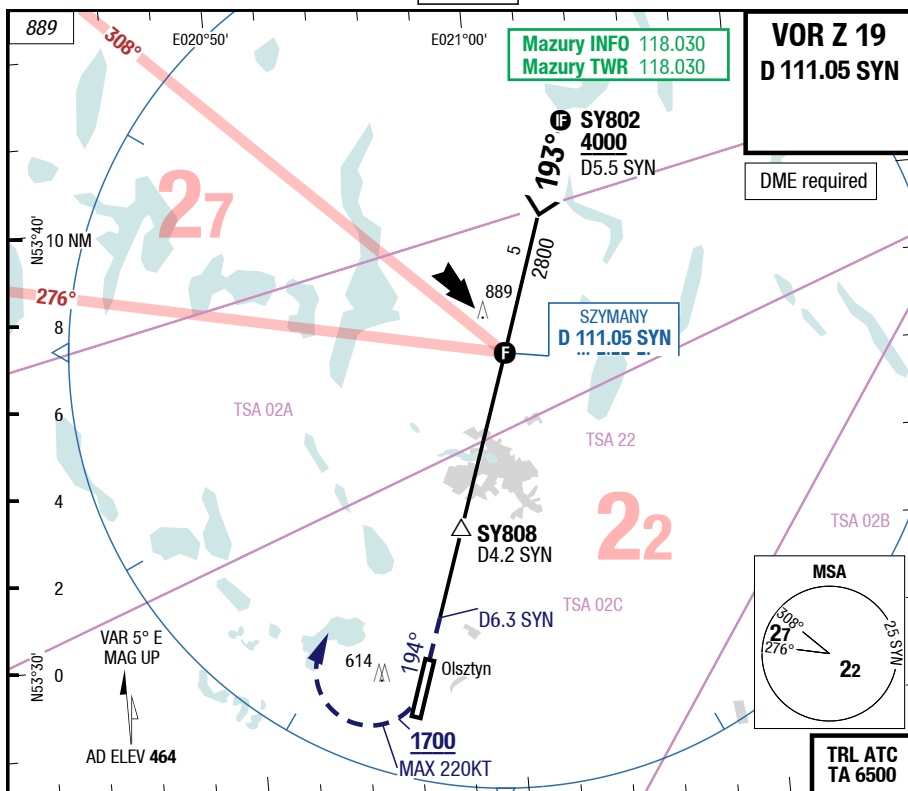 889
E020°50'
E021°00'
Mazury INFO 118.030
Mazury TWR 118.030
VOR Z 19
D 111.05 SYN
DME required
308°
27
IF SY802
4000
D5.5 SYN
193°
N53°40'
10 NM
5
2800
276°
889
8
SZYMANY
D 111.05 SYN
F
6
TSA 02A
TSA 22
4
22
TSA 02B
SY808
D4.2 SYN
2
D6.3 SYN
TSA 02C
MSA
308°
27
276°
22
25 SYN
VAR 5° E
MAG UP
N53°30'
0
614
194°
Olsztyn
1700
MAX 220KT
AD ELEV 464
TRL ATC
TA 6500